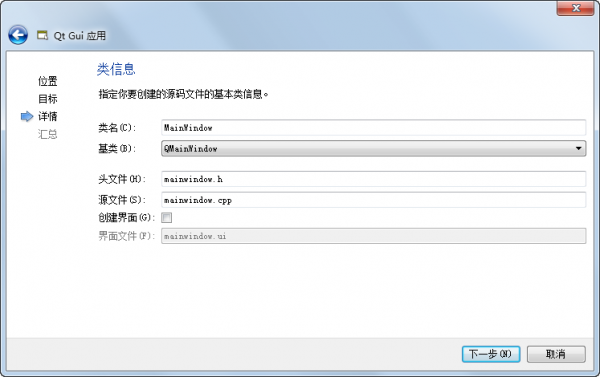 Qt Gui 应用
位置
目标
详情
汇总
类信息
指定你要创建的源码文件的基本类信息。
类名(C): MainWindow
基类(B): QMainWindow
头文件(H): mainwindow.h
源文件(S): mainwindow.cpp
创建界面(G):
界面文件(F): mainwindow.ui
下一步(N) 取消